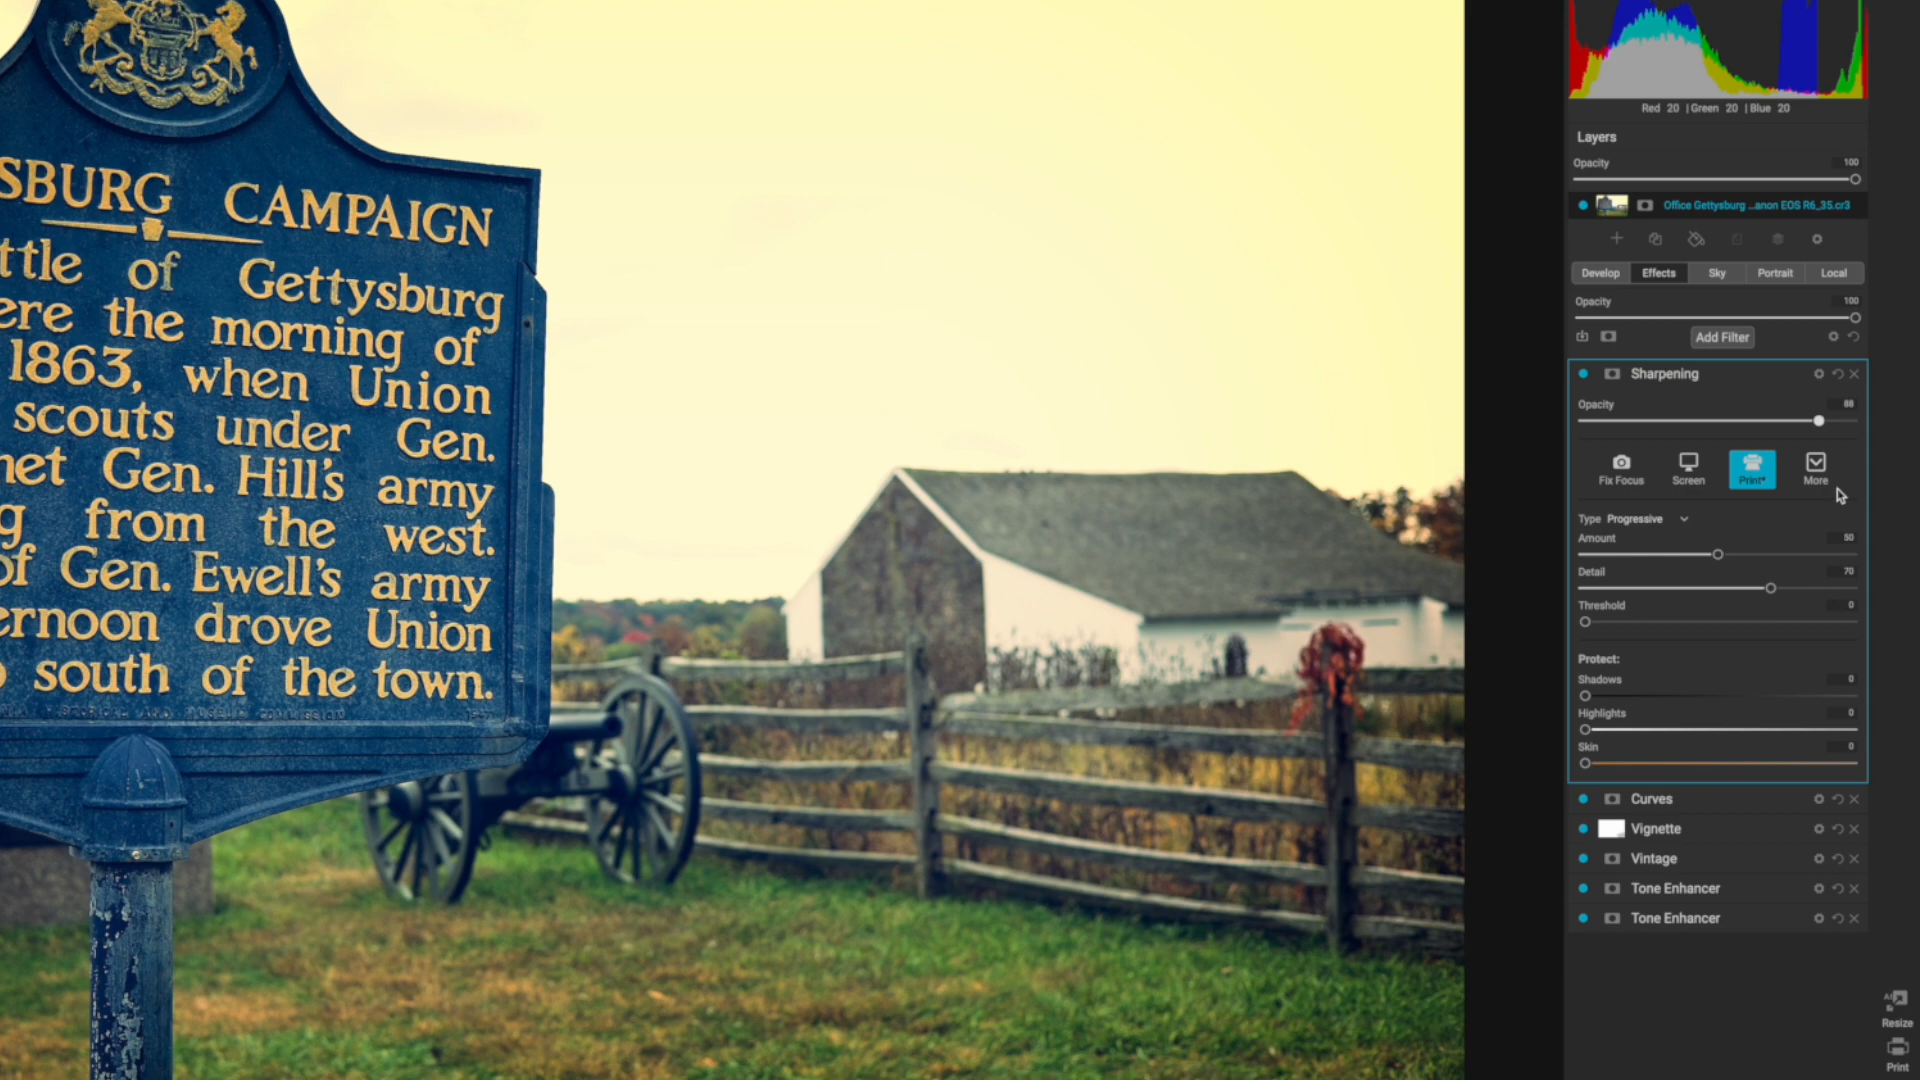 SBURG CAMPAIGN
ttle of Gettysburg
ere the morning of
1863, when Union
scouts under Gen.
net Gen. Hill's army
g from the west.
of Gen. Ewell's army
ernoon drove Union
south of the town.
AND COMMISSION
Red 20 | Green 20 | Blue 20
Layers
Opacity 100
Office Gettysburg ...anon EOS R6_35.cr3
Develop Effects Sky Portrait Local
Opacity 100
Add Filter
Sharpening
Opacity 88
Fix Focus Screen Print* More
Type Progressive
Amount 50
Detail 70
Threshold 0
Protect:
Shadows 0
Highlights 0
Skin 0
Curves
Vignette
Vintage
Tone Enhancer
Tone Enhancer
AI
Resize
Print